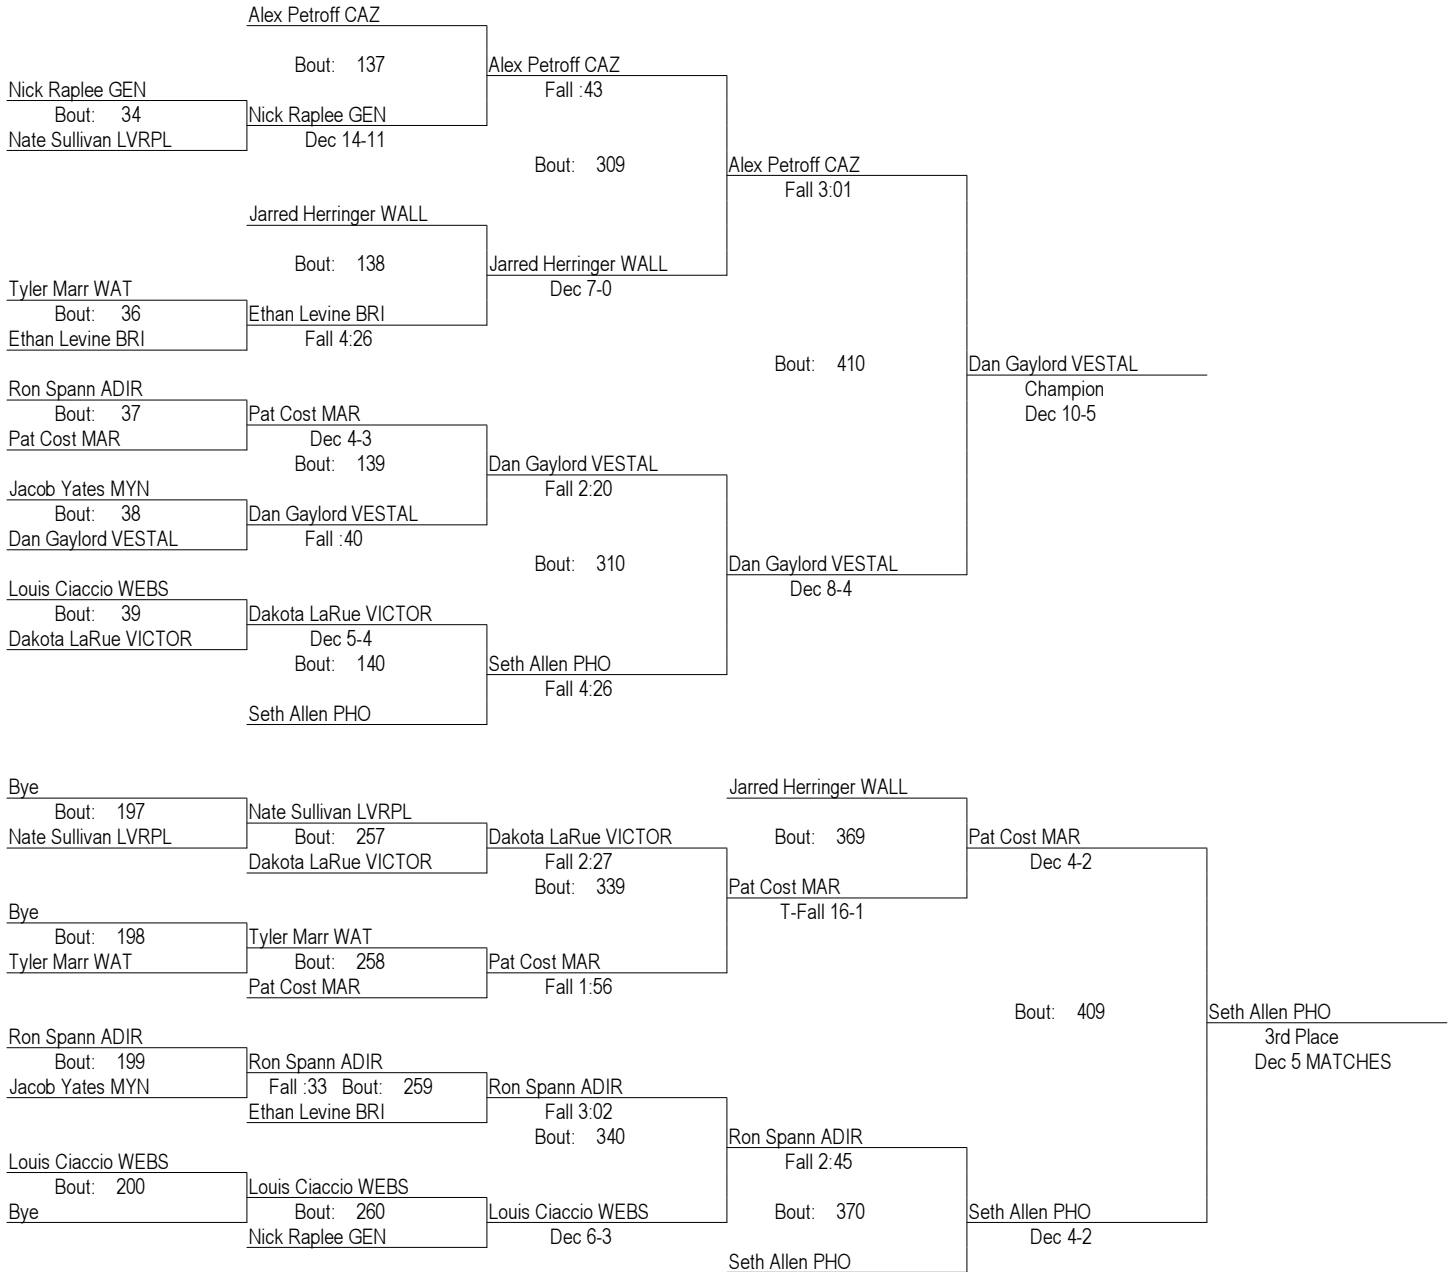 Alex Petroff CAZ
Bout: 137
Alex Petroff CAZ
Nick Raplee GEN
Fall :43
Bout: 34
Nick Raplee GEN
Nate Sullivan LVRPL
Dec 14-11
Bout: 309
Alex Petroff CAZ
Fall 3:01
Jarred Herringer WALL
Bout: 138
Jarred Herringer WALL
Tyler Marr WAT
Dec 7-0
Bout: 36
Ethan Levine BRI
Ethan Levine BRI
Fall 4:26
Bout: 410
Dan Gaylord VESTAL
Ron Spann ADIR
Champion
Bout: 37
Pat Cost MAR
Dec 10-5
Pat Cost MAR
Dec 4-3
Bout: 139
Dan Gaylord VESTAL
Jacob Yates MYN
Fall 2:20
Bout: 38
Dan Gaylord VESTAL
Dan Gaylord VESTAL
Fall :40
Bout: 310
Dan Gaylord VESTAL
Louis Ciaccio WEBS
Dec 8-4
Bout: 39
Dakota LaRue VICTOR
Dakota LaRue VICTOR
Dec 5-4
Bout: 140
Seth Allen PHO
Fall 4:26
Seth Allen PHO
Bye
Jarred Herringer WALL
Bout: 197
Nate Sullivan LVRPL
Nate Sullivan LVRPL
Bout: 257
Dakota LaRue VICTOR
Bout: 369
Pat Cost MAR
Dakota LaRue VICTOR
Fall 2:27
Dec 4-2
Bout: 339
Pat Cost MAR
Bye
T-Fall 16-1
Bout: 198
Tyler Marr WAT
Tyler Marr WAT
Bout: 258
Pat Cost MAR
Pat Cost MAR
Fall 1:56
Bout: 409
Seth Allen PHO
Ron Spann ADIR
3rd Place
Bout: 199
Ron Spann ADIR
Dec 5 MATCHES
Jacob Yates MYN
Fall :33 Bout: 259
Ron Spann ADIR
Ethan Levine BRI
Fall 3:02
Bout: 340
Ron Spann ADIR
Louis Ciaccio WEBS
Fall 2:45
Bout: 200
Louis Ciaccio WEBS
Bye
Bout: 260
Louis Ciaccio WEBS
Bout: 370
Seth Allen PHO
Nick Raplee GEN
Dec 6-3
Dec 4-2
Seth Allen PHO